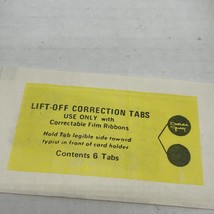 LIFT-OFF CORRECTION TABS
USE ONLY with
Correctable Film Ribbons
Hold Tab legible side toward
typist in front of card holder
Contents 6 Tabs